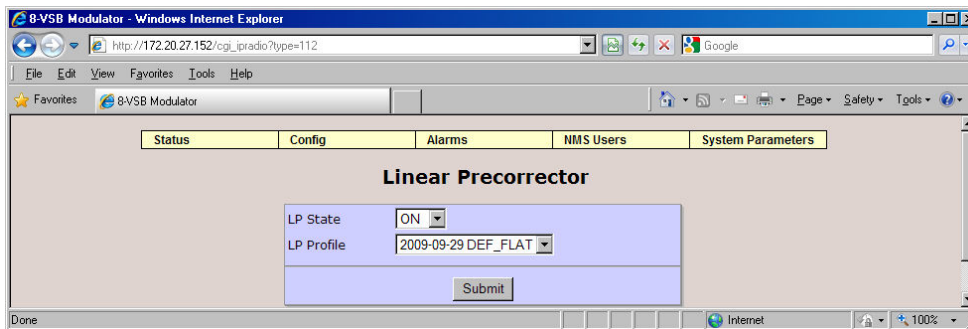 8-VSB Modulator - Windows Internet Explorer
http://172.20.27.152/cgi_ipradio?type=112
Google
File Edit View Favorites Tools Help
Favorites 8-VSB Modulator Page Safety Tools
Status Config Alarms NMS Users System Parameters
Linear Precorrector
LP State ON
LP Profile 2009-09-29 DEF_FLAT
Submit
Done Internet 100%